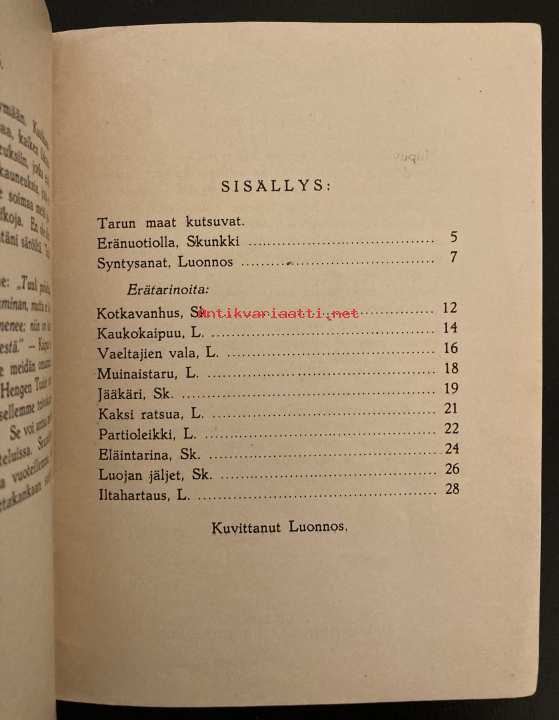 SISÄLLYS:
Tarun maat kutsuvat.
Eränuotiolla, Skunkki ........ 5
Syntysanat, Luonnos ........ 7
Erätarinoita:
Kotkavanhus, Sk. ........ 12
Antikvariaatti.net
Kaukokaipuu, L. ........ 14
Vaeltajien vala, L. ........ 16
Muinaistaru, L. ........ 18
Jääkäri, Sk. ........ 19
Kaksi ratsua, L. ........ 21
Partioleikki, L. ........ 22
Eläintarina, Sk. ........ 24
Luojan jäljet, Sk. ........ 26
Iltahartaus, L. ........ 28
Kuvittanut Luonnos.